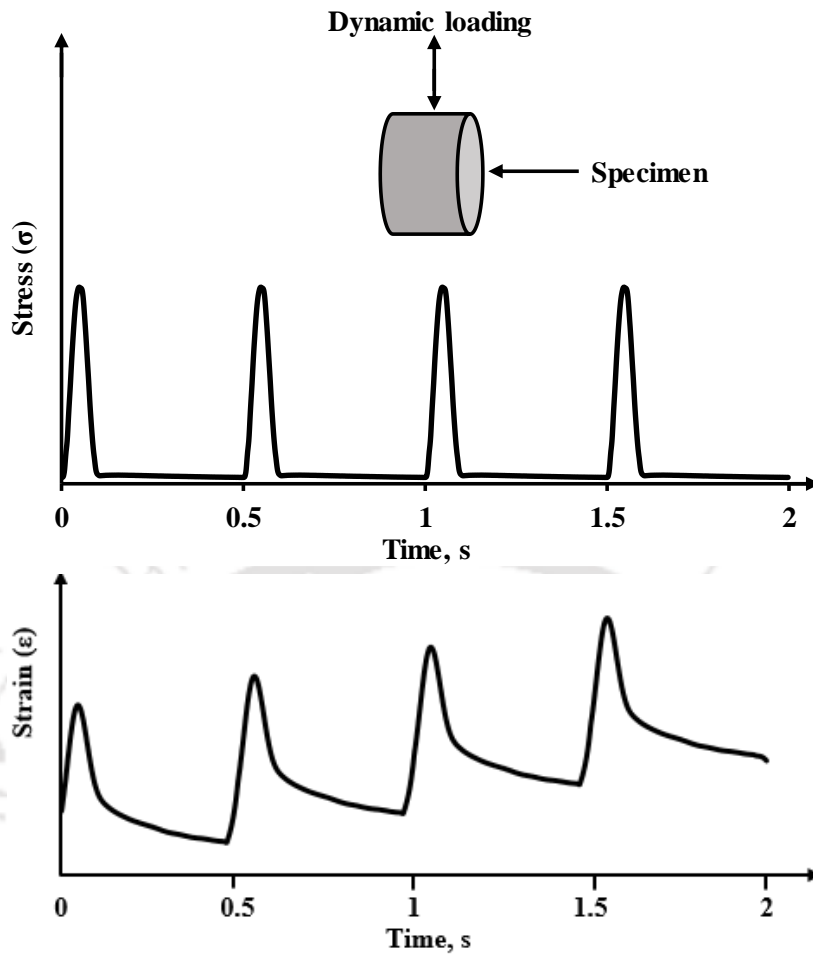 Dynamic loading
Specimen
Stress (σ)
0 0.5 1 1.5 2
Time, s
Strain (ε)
0 0.5 1 1.5 2
Time, s